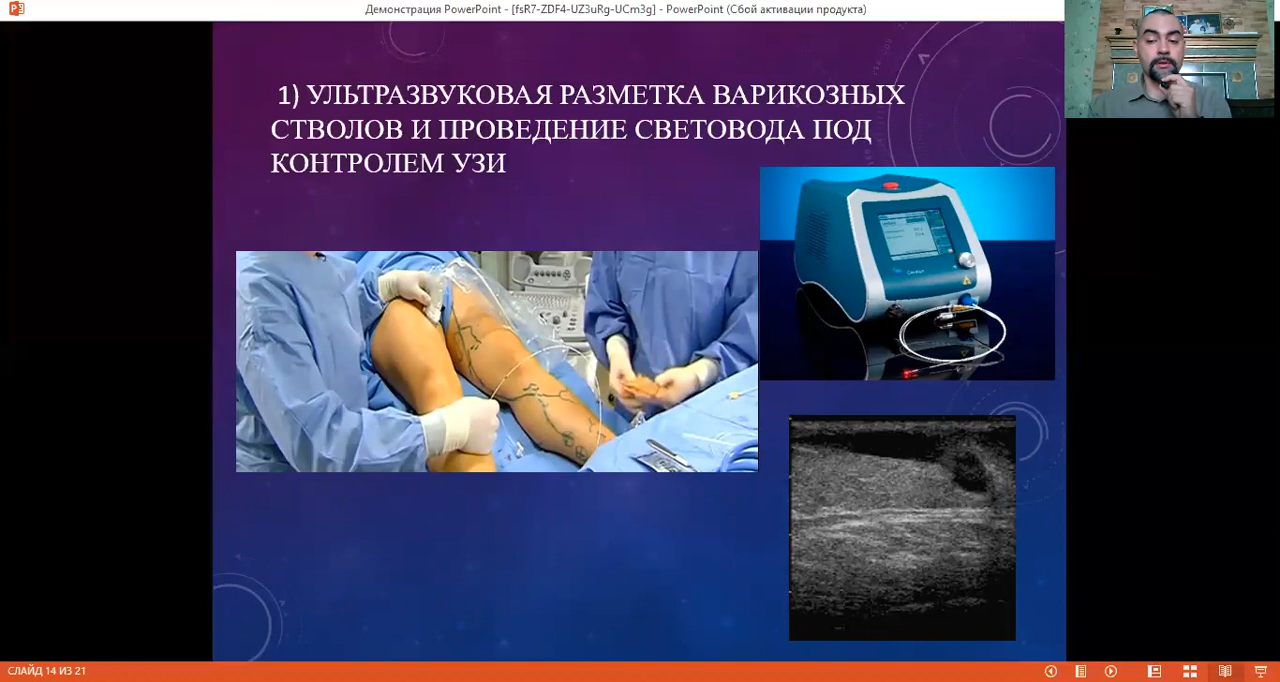 Демонстрация PowerPoint - [fsR7-ZDF4-UZ3uRg-UCm3g] - PowerPoint (Сбой активации продукта)
1) УЛЬТРАЗВУКОВАЯ РАЗМЕТКА ВАРИКОЗНЫХ
СТВОЛОВ И ПРОВЕДЕНИЕ СВЕТОВОДА ПОД
КОНТРОЛЕМ УЗИ
СЛАЙД 14 ИЗ 21